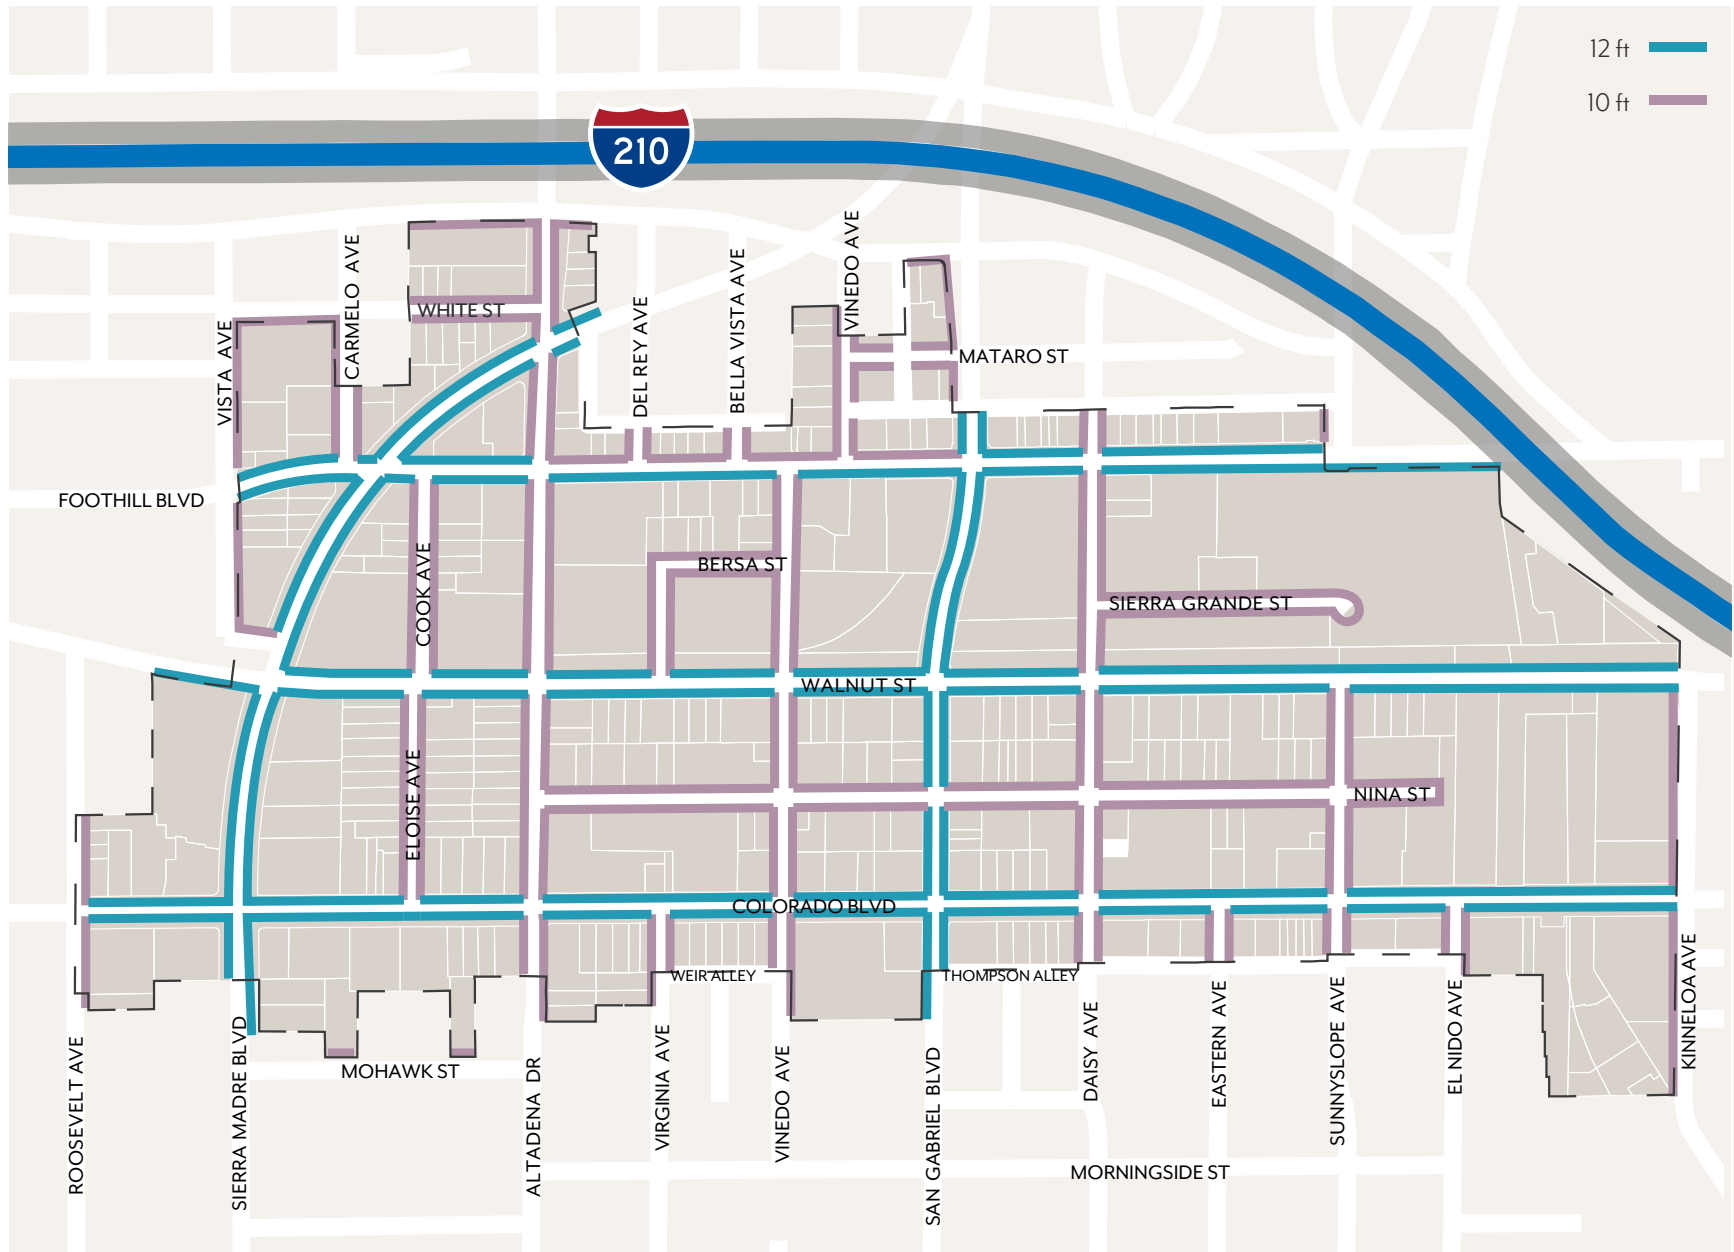 12 ft
10 ft
210
VINEDO AVE
CARMELO AVE
BELLA VISTA AVE
DEL REY AVE
WHITE ST
VISTA AVE
MATARO ST
FOOTHILL BLVD
COOK AVE
BERSA ST
SIERRA GRANDE ST
WALNUT ST
ELOISE AVE
NINA ST
COLORADO BLVD
WEIR ALLEY
THOMPSON ALLEY
KINNELOA AVE
ROOSEVELT AVE
SIERRA MADRE BLVD
MOHAWK ST
ALTADENA DR
VIRGINIA AVE
VINEDO AVE
SAN GABRIEL BLVD
DAISY AVE
EASTERN AVE
SUNNYSLOPE AVE
EL NIDO AVE
MORNINGSIDE ST